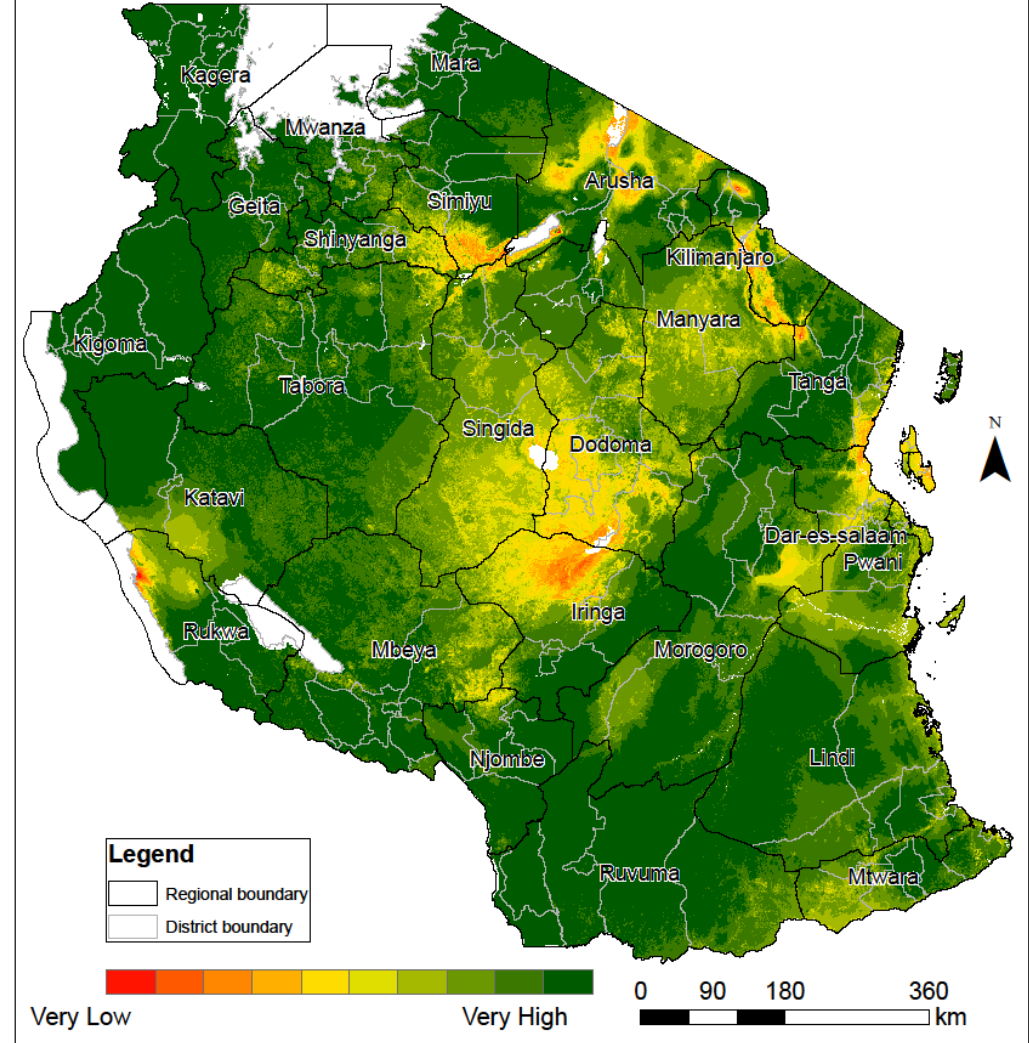 Mara
Kagera
Mwanza
Arusha
Simiyu
Geita
Shinyanga
Kilimanjaro
Manyara
Kigoma
Tabora
Tanga
N
Singida
Dodoma
Katavi
Dar-es-salaam
Pwani
Iringa
Rukwa
Mbeya
Morogoro
Njombe
Lindi
Legend
Regional boundary
District boundary
Ruvuma
Mtwara
Very Low
Very High
0 90 180 360
km